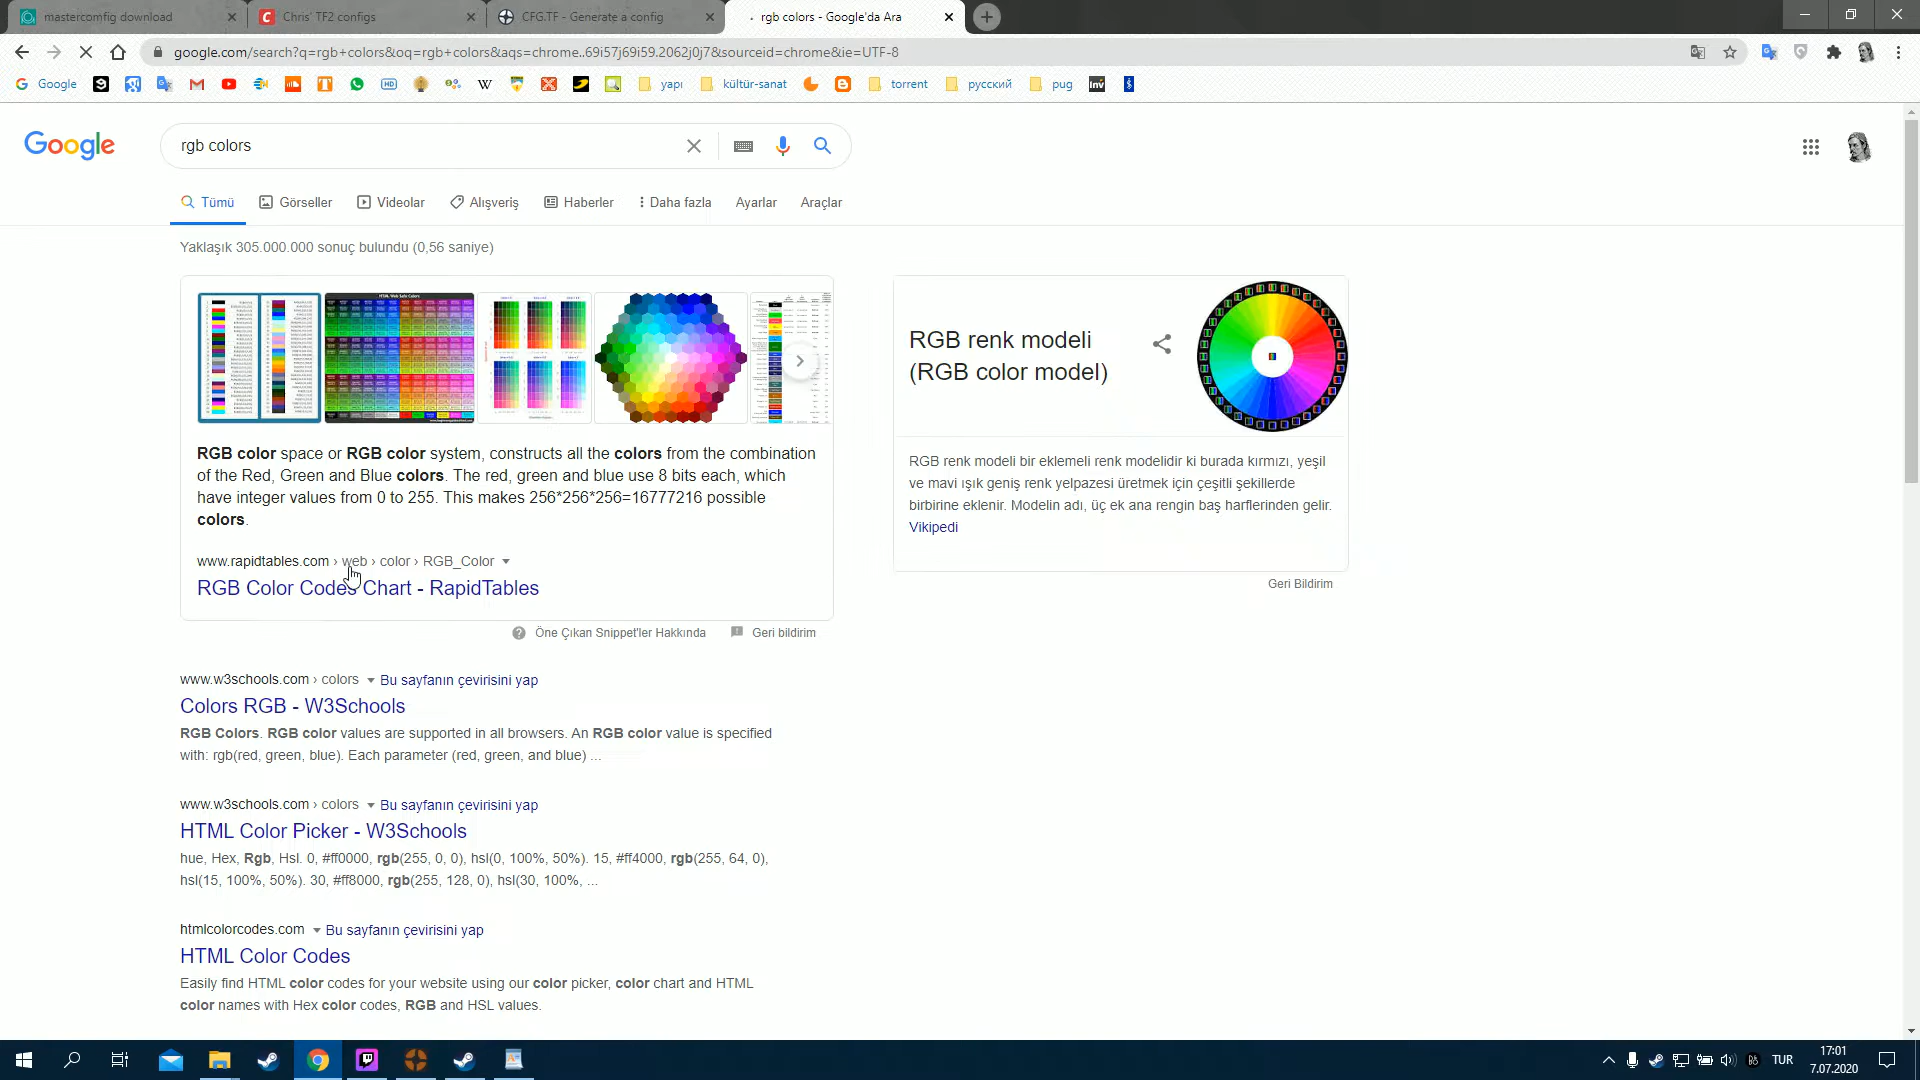 mastercomfig download
Chris' TF2 configs
CFG.TF - Generate a config
rgb colors - Google'da Ara
google.com/search?q=rgb+colors&oq=rgb+colors&aqs=chrome..69i57j69i59.2062j0j7&sourceid=chrome&ie=UTF-8
Google
yapı
kültür-sanat
torrent
русский
pug
inv
Google
rgb colors
Tümü
Görseller
Videolar
Alışveriş
Haberler
Daha fazla
Ayarlar
Araçlar
Yaklaşık 305.000.000 sonuç bulundu (0,56 saniye)
RGB color space or RGB color system, constructs all the colors from the combination
of the Red, Green and Blue colors. The red, green and blue use 8 bits each, which
have integer values from 0 to 255. This makes 256*256*256=16777216 possible
colors.
www.rapidtables.com › web › color › RGB_Color
RGB Color Codes Chart - RapidTables
Öne Çıkan Snippet'ler Hakkında
Geri bildirim
RGB renk modeli
(RGB color model)
RGB renk modeli bir eklemeli renk modelidir ki burada kırmızı, yeşil
ve mavi ışık geniş renk yelpazesi üretmek için çeşitli şekillerde
birbirine eklenir. Modelin adı, üç ek ana rengin baş harflerinden gelir.
Vikipedi
Geri Bildirim
www.w3schools.com › colors Bu sayfanın çevirisini yap
Colors RGB - W3Schools
RGB Colors. RGB color values are supported in all browsers. An RGB color value is specified
with: rgb(red, green, blue). Each parameter (red, green, and blue) ...
www.w3schools.com › colors Bu sayfanın çevirisini yap
HTML Color Picker - W3Schools
hue, Hex, Rgb, Hsl. 0, #ff0000, rgb(255, 0, 0), hsl(0, 100%, 50%). 15, #ff4000, rgb(255, 64, 0),
hsl(15, 100%, 50%). 30, #ff8000, rgb(255, 128, 0), hsl(30, 100%, ...
htmlcolorcodes.com Bu sayfanın çevirisini yap
HTML Color Codes
Easily find HTML color codes for your website using our color picker, color chart and HTML
color names with Hex color codes, RGB and HSL values.
TUR
17:01
7.07.2020